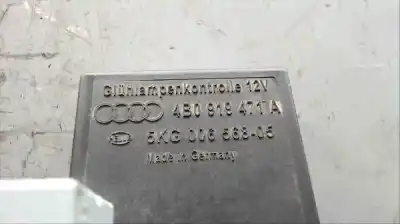 Glühlampenkontrolle 12V
4B0 919 471 A
5KG 006 568-05
Made in Germany